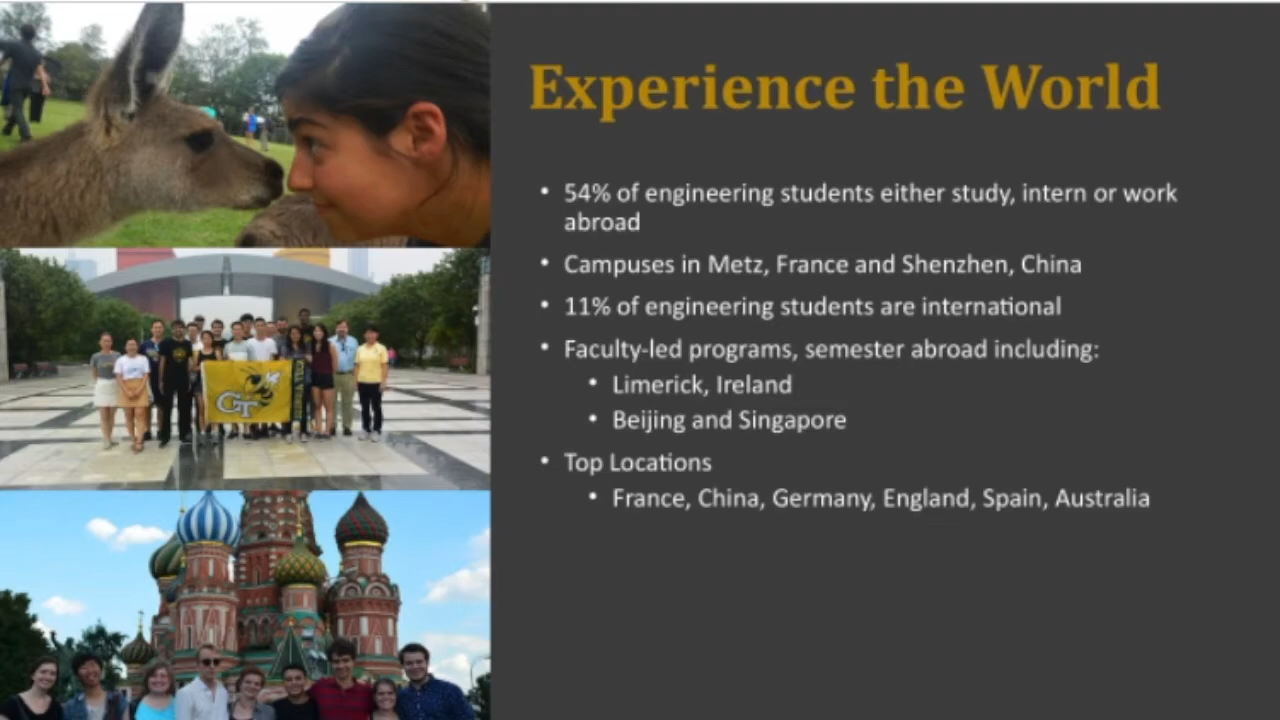 Experience the World
• 54% of engineering students either study, intern or work
abroad
• Campuses in Metz, France and Shenzhen, China
• 11% of engineering students are international
• Faculty-led programs, semester abroad including:
• Limerick, Ireland
• Beijing and Singapore
• Top Locations
• France, China, Germany, England, Spain, Australia
GT